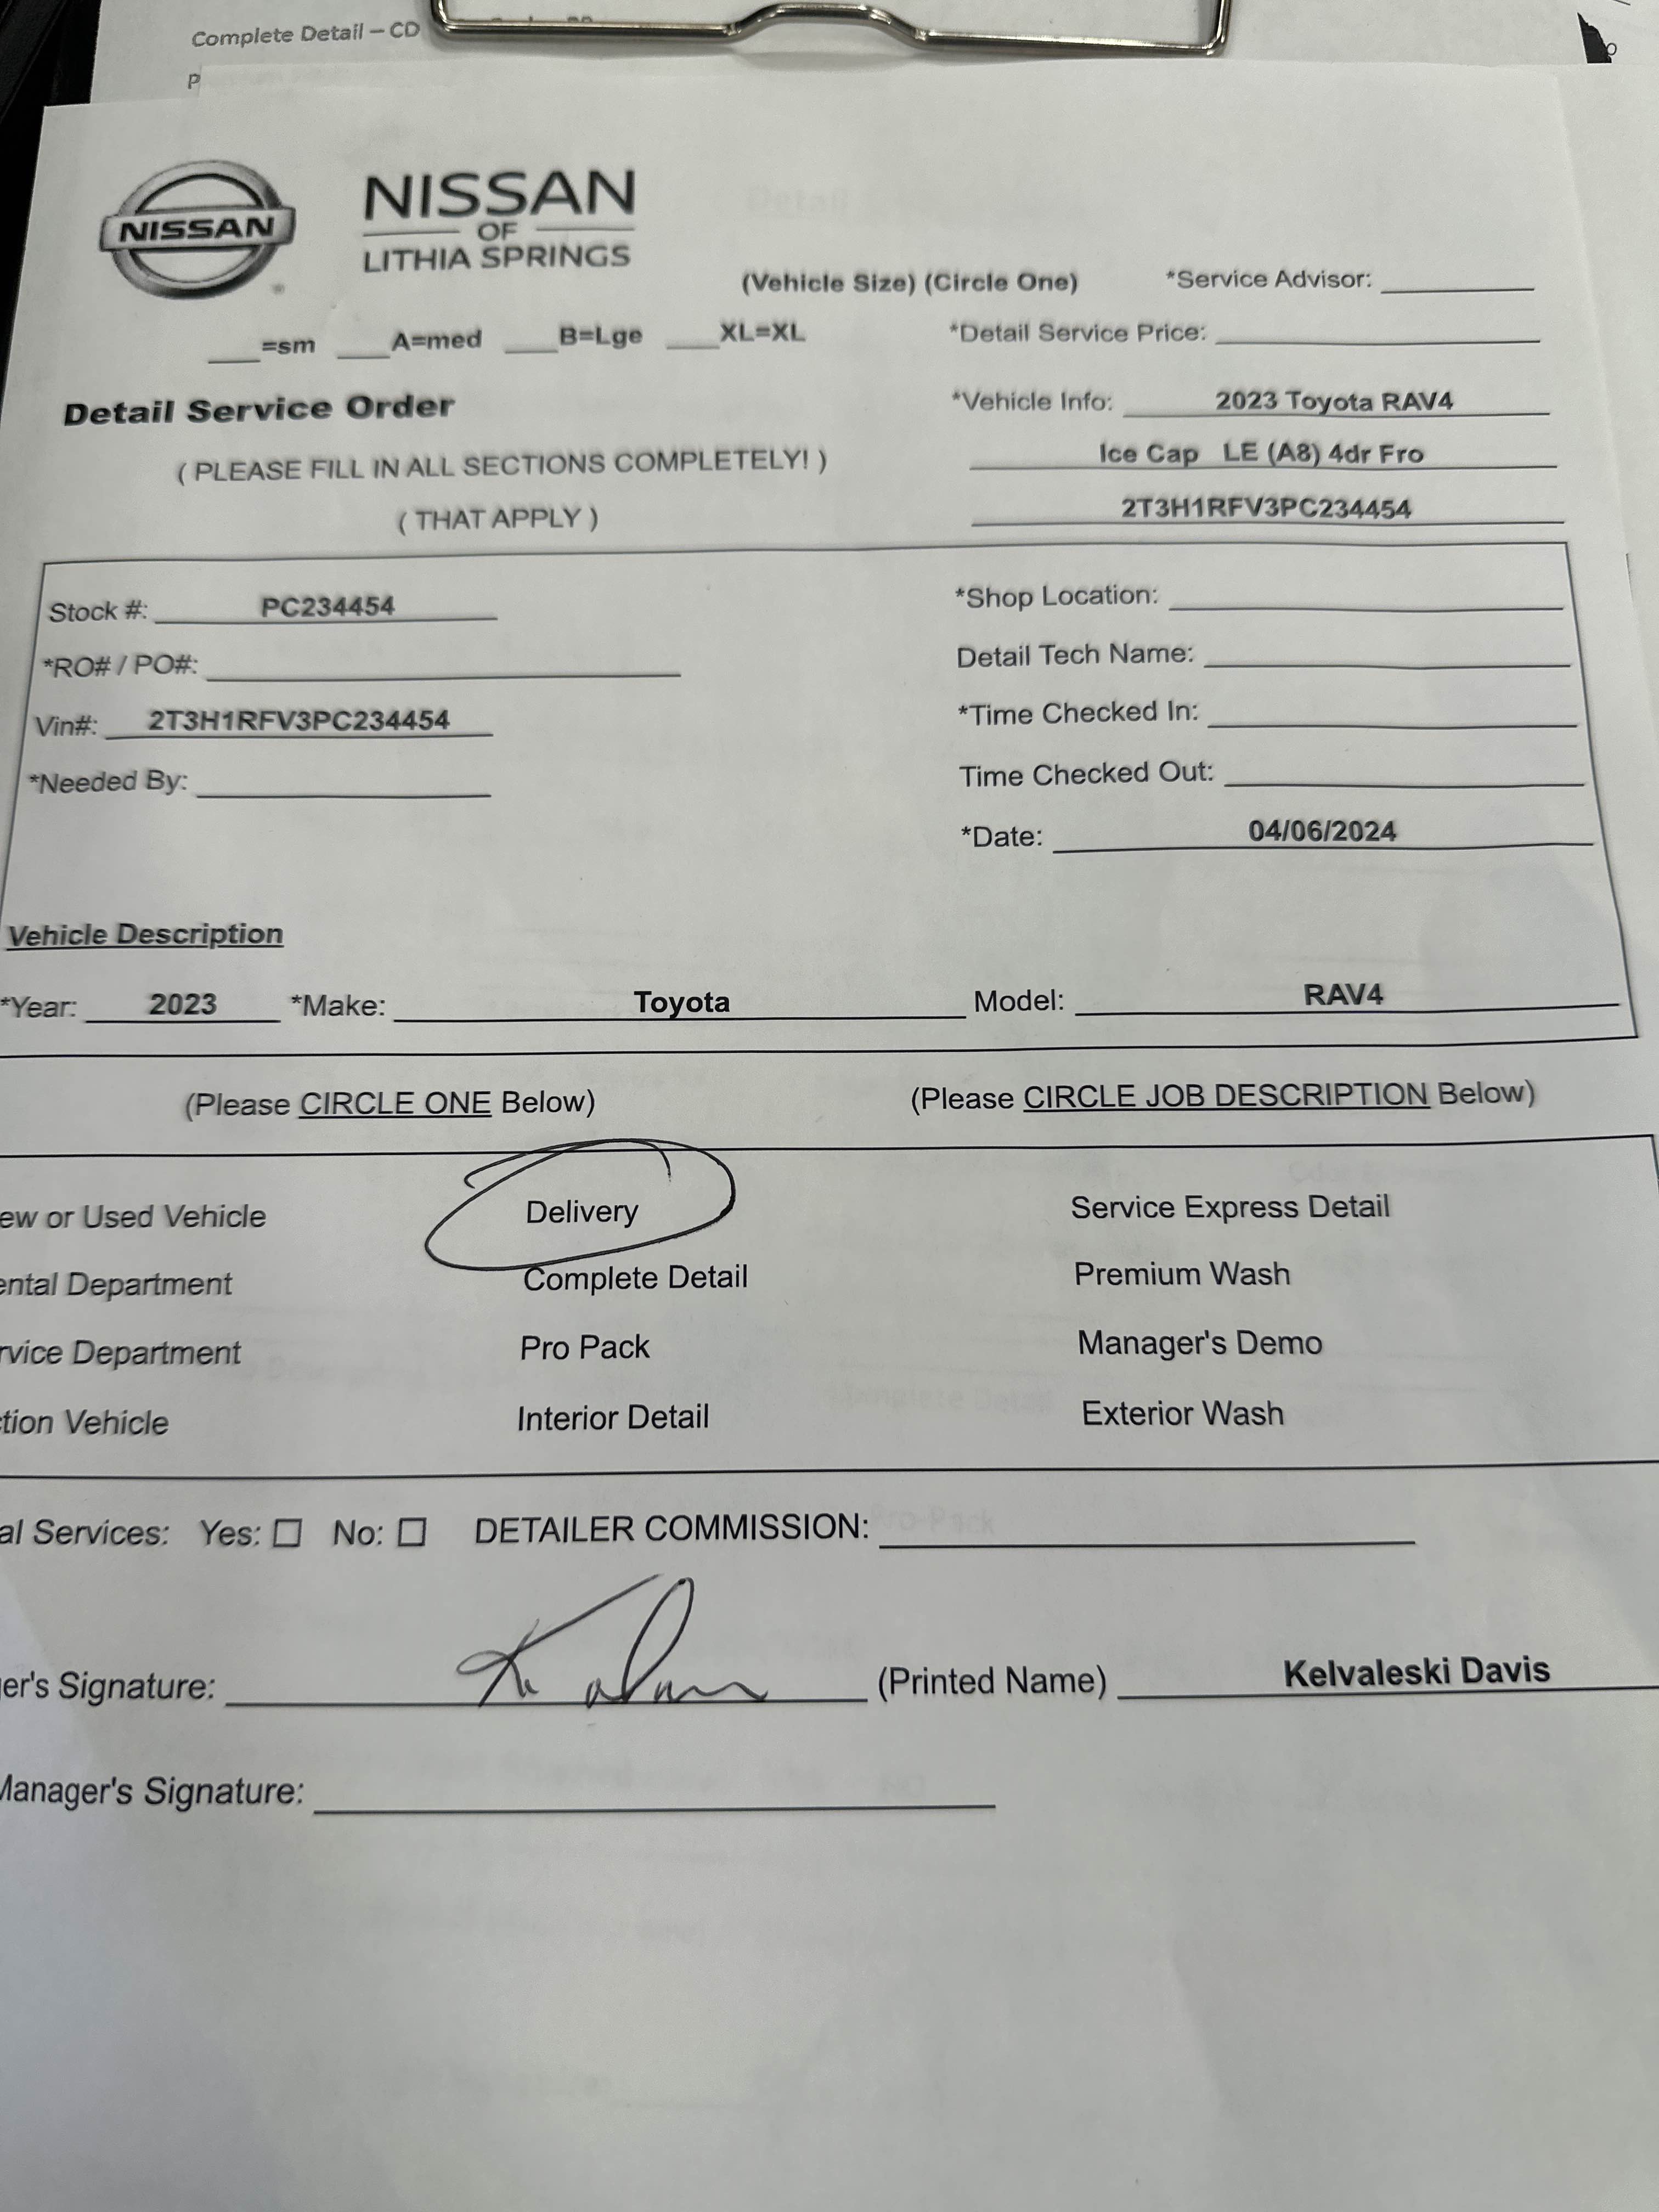 Complete Detail – CD
P
NISSAN
NISSAN
OF
LITHIA SPRINGS
(Vehicle Size) (Circle One) *Service Advisor:
=sm A=med B=Lge XL=XL *Detail Service Price:
Detail Service Order *Vehicle Info: 2023 Toyota RAV4
( PLEASE FILL IN ALL SECTIONS COMPLETELY! ) Ice Cap LE (A8) 4dr Fro
( THAT APPLY ) 2T3H1RFV3PC234454
Stock #: PC234454 *Shop Location:
*RO# / PO#: Detail Tech Name:
Vin#: 2T3H1RFV3PC234454 *Time Checked In:
*Needed By: Time Checked Out:
*Date: 04/06/2024
Vehicle Description
*Year: 2023 *Make: Toyota Model: RAV4
(Please CIRCLE ONE Below) (Please CIRCLE JOB DESCRIPTION Below)
ew or Used Vehicle Delivery Service Express Detail
ental Department Complete Detail Premium Wash
rvice Department Pro Pack Manager's Demo
tion Vehicle Interior Detail Exterior Wash
al Services: Yes: ☐ No: ☐ DETAILER COMMISSION:
er's Signature: (Printed Name) Kelvaleski Davis
Manager's Signature: